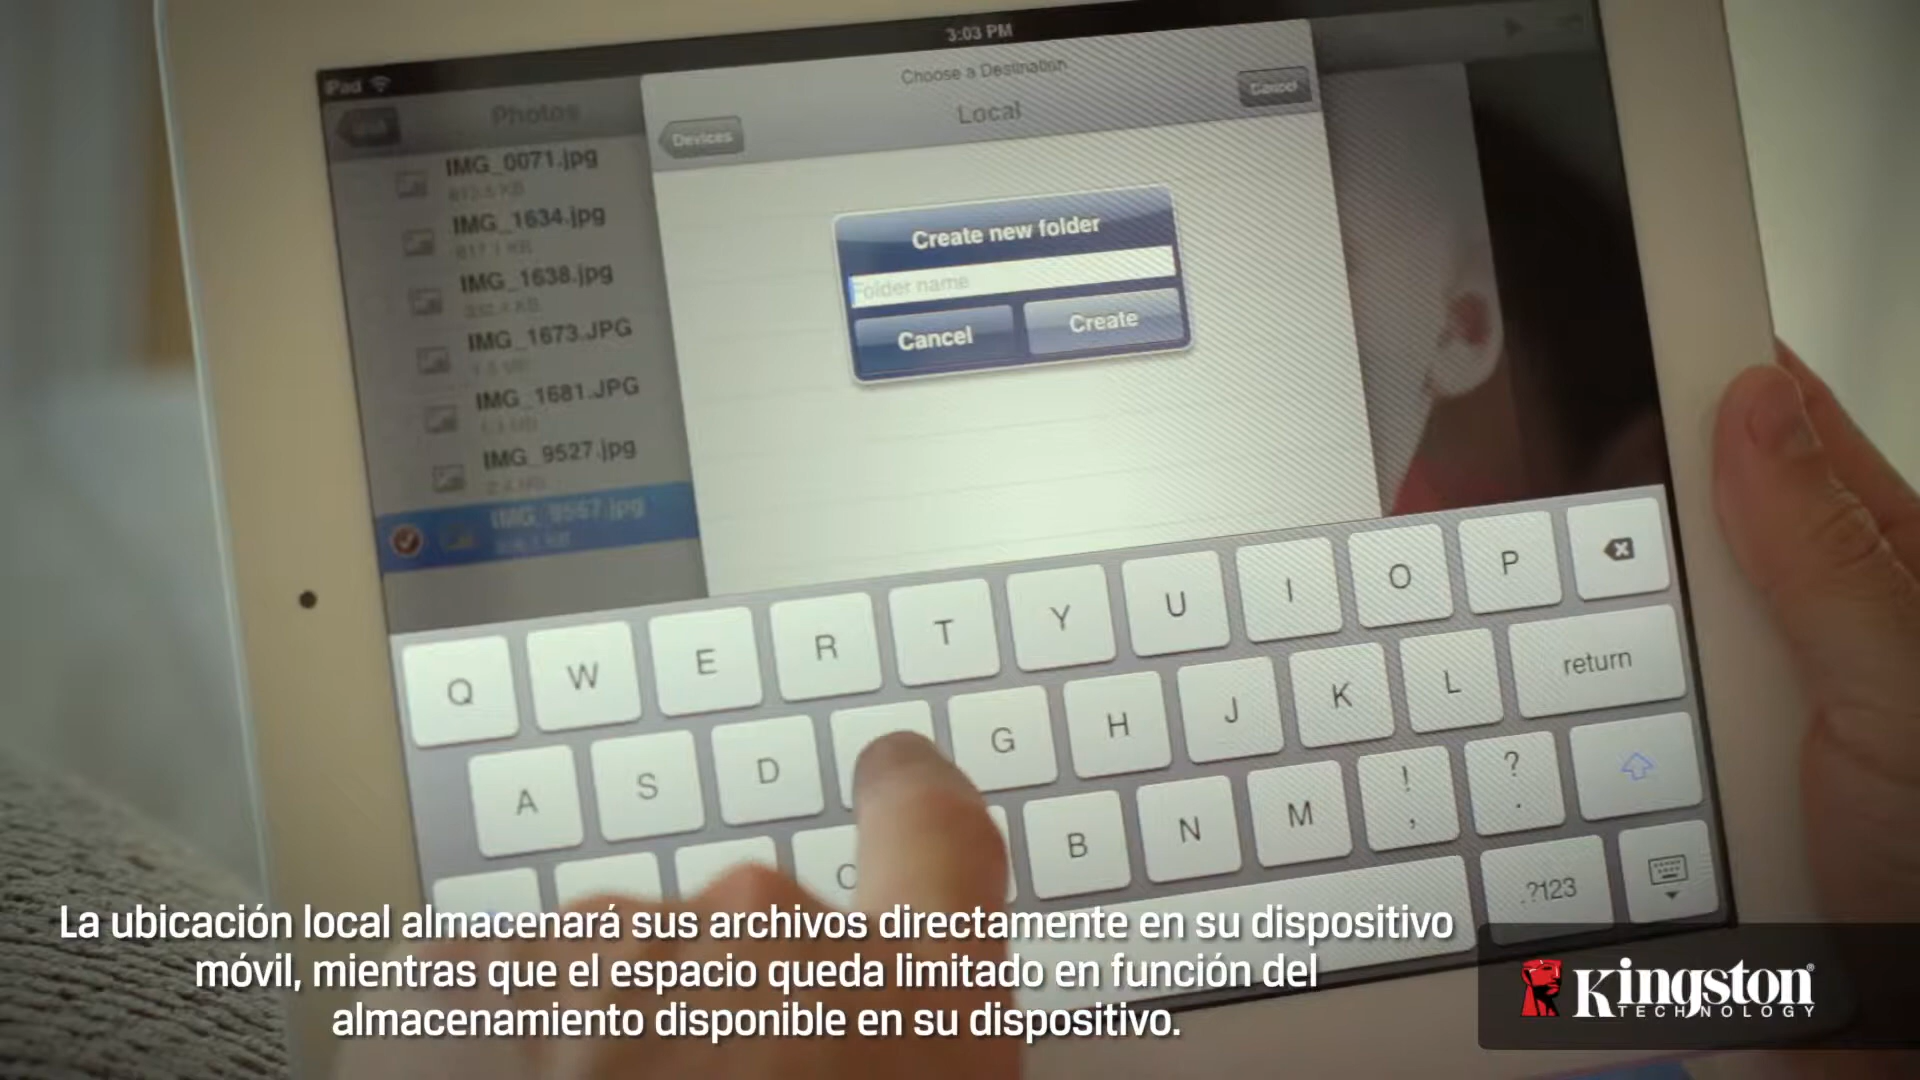 iPad
3:03 PM
Choose a Destination
Photos
Devices
Local
Cancel
IMG_0071.jpg
IMG_1634.jpg
IMG_1638.jpg
IMG_1673.JPG
IMG_1681.JPG
IMG_9527.jpg
IMG_9567.jpg
Create new folder
Folder name
Cancel
Create
Q W E R T Y U I O P
A S D G H J K L return
C B N M ! , ? .
.?123
La ubicación local almacenará sus archivos directamente en su dispositivo
móvil, mientras que el espacio queda limitado en función del
almacenamiento disponible en su dispositivo.
Kingston
TECHNOLOGY